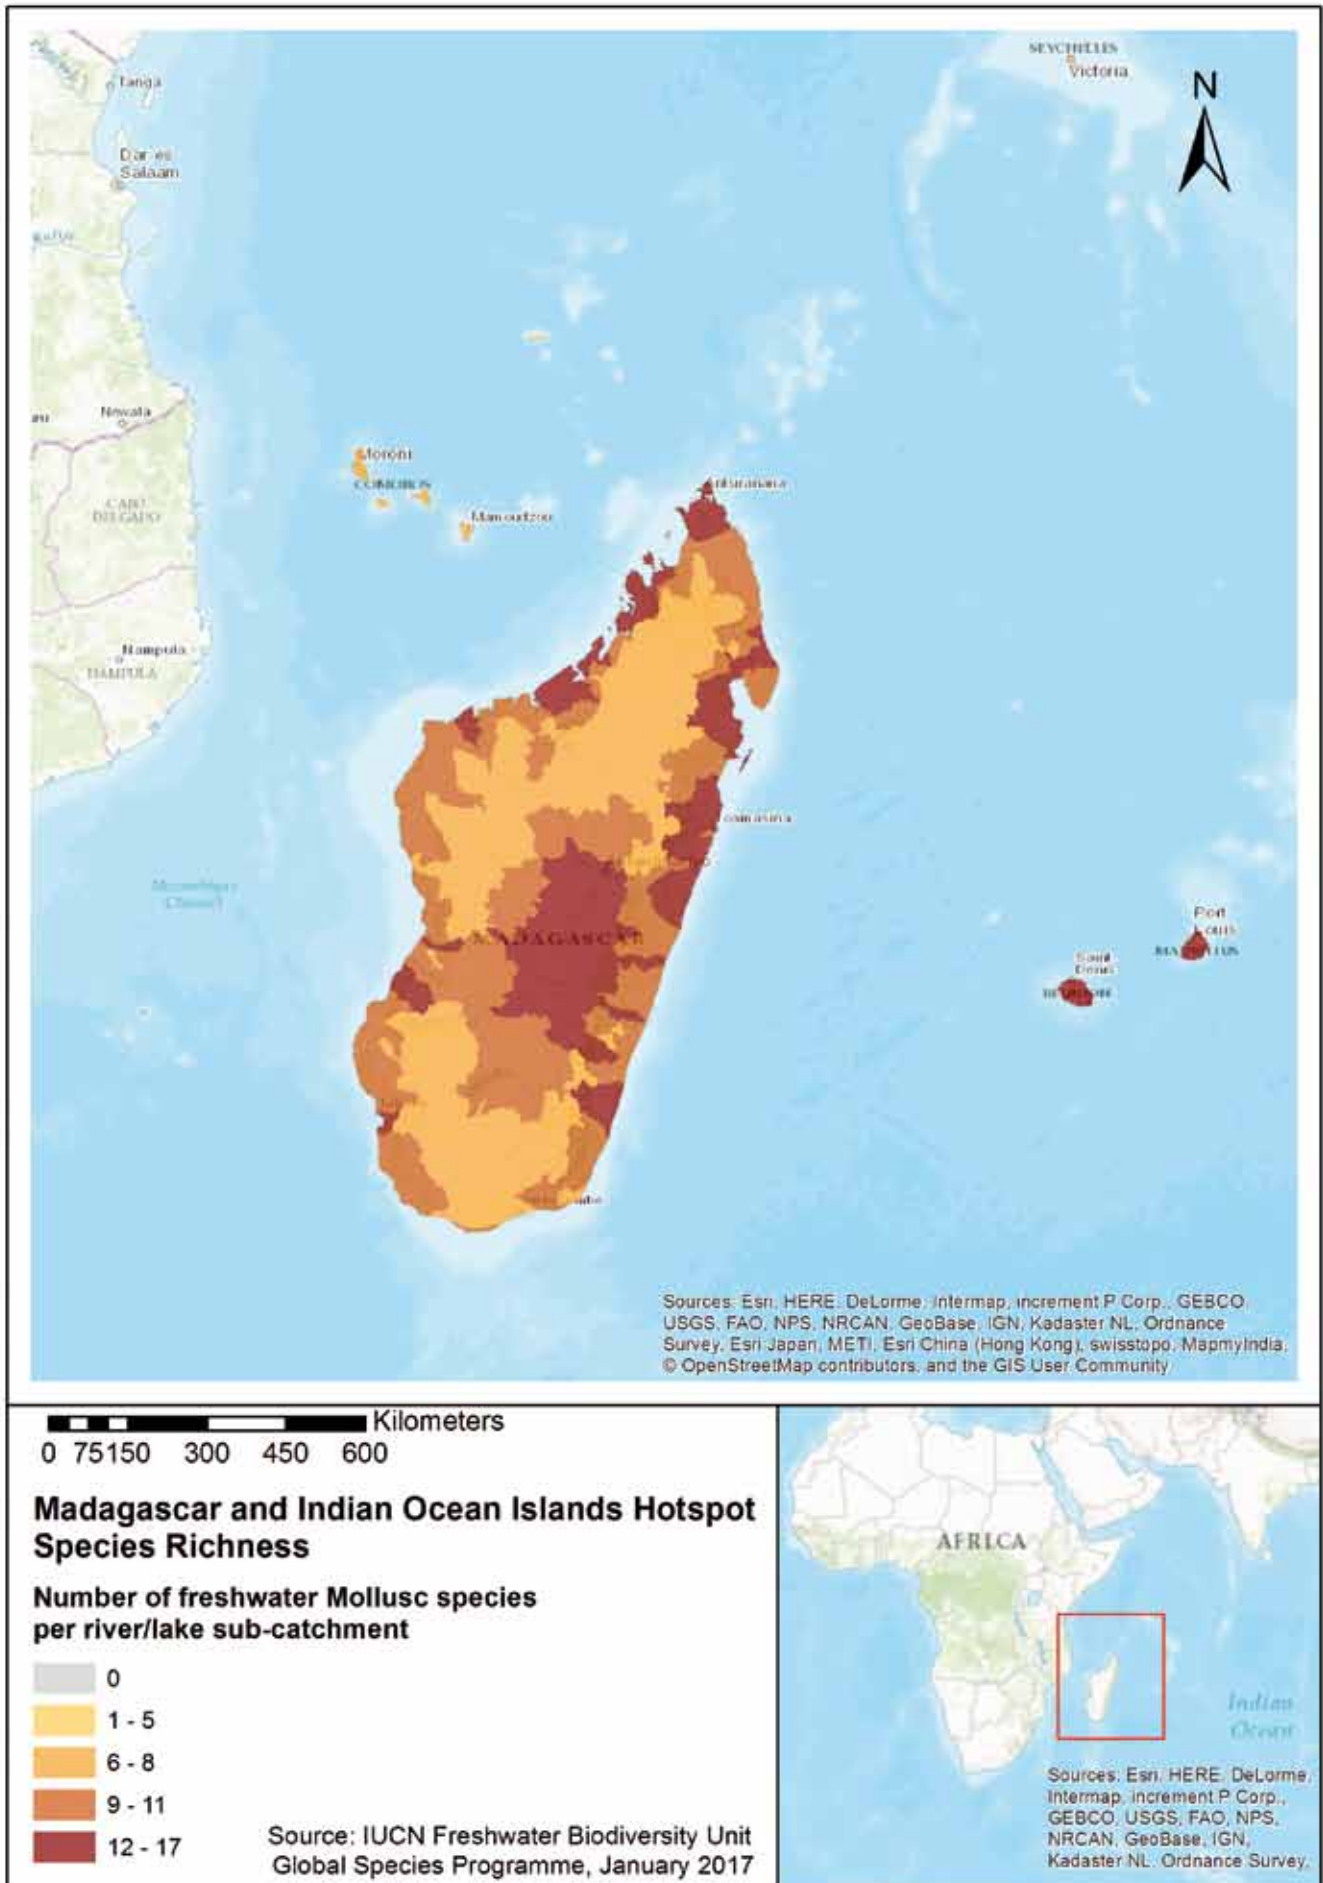 SEYCHELLES
Victoria
N
Tanga
Dar es
Salaam
Newala
CABO
DELGADO
Moroni
COMOROS
Mamoudzou
Nampula
NAMPULA
Mozambique
Channel
MADAGASCAR
Port
Louis
MAURITIUS
Saint
Denis
Sources: Esri, HERE, DeLorme, Intermap, increment P Corp., GEBCO,
USGS, FAO, NPS, NRCAN, GeoBase, IGN, Kadaster NL, Ordnance
Survey, Esri Japan, METI, Esri China (Hong Kong), swisstopo, MapmyIndia,
© OpenStreetMap contributors, and the GIS User Community
Kilometers
0 75 150 300 450 600
Madagascar and Indian Ocean Islands Hotspot
Species Richness
Number of freshwater Mollusc species
per river/lake sub-catchment
0
1 - 5
6 - 8
9 - 11
12 - 17
Source: IUCN Freshwater Biodiversity Unit
Global Species Programme, January 2017
AFRICA
Indian
Ocean
Sources: Esri, HERE, DeLorme,
Intermap, increment P Corp.,
GEBCO, USGS, FAO, NPS,
NRCAN, GeoBase, IGN,
Kadaster NL, Ordnance Survey,